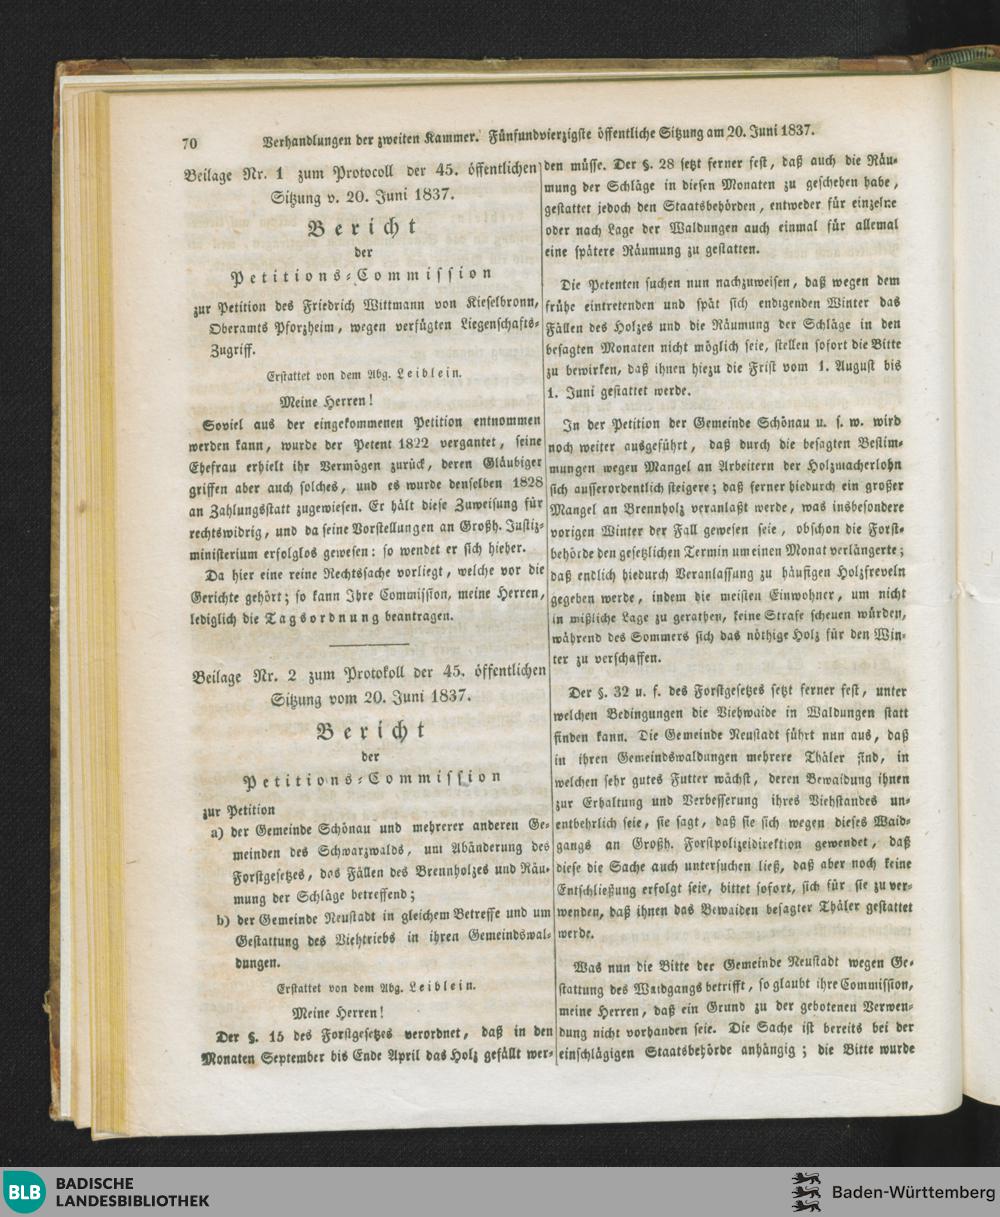 70 Verhandlungen der zweiten Kammer. Fünfundvierzigste öffentliche Sitzung am 20. Juni 1837.
Beilage Nr. 1 zum Protocoll der 45. öffentlichen
Sitzung v. 20. Juni 1837.
Bericht
der
Petitions-Commission
zur Petition des Friedrich Wittmann von Kieselbronn,
Oberamts Pforzheim, wegen verfügten Liegenschafts-
Zugriff.
Erstattet von dem Abg. Leiblein.
Meine Herren!
Soviel aus der eingekommenen Petition entnommen
werden kann, wurde der Petent 1822 vergantet, seine
Ehefrau erhielt ihr Vermögen zurück, deren Gläubiger
griffen aber auch solches, und es wurde denselben 1828
an Zahlungsstatt zugewiesen. Er hält diese Zuweisung für
rechtswidrig, und da seine Vorstellungen an Großh. Justiz-
ministerium erfolglos gewesen: so wendet er sich hieher.
Da hier eine reine Rechtssache vorliegt, welche vor die
Gerichte gehört; so kann Ihre Commission, meine Herren,
lediglich die Tagsordnung beantragen.
Beilage Nr. 2 zum Protokoll der 45. öffentlichen
Sitzung vom 20. Juni 1837.
Bericht
der
Petitions-Commission
zur Petition
a) der Gemeinde Schönau und mehrerer anderen Ge-
meinden des Schwarzwalds, um Abänderung des
Forstgesetzes, das Fällen des Brennholzes und Räu-
mung der Schläge betreffend;
b) der Gemeinde Neustadt in gleichem Betreffe und um
Gestattung des Viehtriebs in ihren Gemeindswal-
dungen.
Erstattet von dem Abg. Leiblein.
Meine Herren!
Der §. 15 des Forstgesetzes verordnet, daß in den
Monaten September bis Ende April das Holz gefällt wer-
den müsse. Der §. 28 setzt ferner fest, daß auch die Räu-
mung der Schläge in diesen Monaten zu geschehen habe,
gestattet jedoch den Staatsbehörden, entweder für einzelne
oder nach Lage der Waldungen auch einmal für allemal
eine spätere Räumung zu gestatten.
Die Petenten suchen nun nachzuweisen, daß wegen dem
frühe eintretenden und spät sich endigenden Winter das
Fällen des Holzes und die Räumung der Schläge in den
besagten Monaten nicht möglich seie, stellen sofort die Bitte
zu bewirken, daß ihnen hiezu die Frist vom 1. August bis
1. Juni gestattet werde.
In der Petition der Gemeinde Schönau u. s. w. wird
noch weiter ausgeführt, daß durch die besagten Bestim-
mungen wegen Mangel an Arbeitern der Holzmacherlohn
sich ausserordentlich steigere; daß ferner hiedurch ein großer
Mangel an Brennholz veranlaßt werde, was insbesondere
vorigen Winter der Fall gewesen seie, obschon die Forst-
behörde den gesetzlichen Termin um einen Monat verlängerte;
daß endlich hiedurch Veranlassung zu häufigen Holzfreveln
gegeben werde, indem die meisten Einwohner, um nicht
in mißliche Lage zu gerathen, keine Strafe scheuen würden,
während des Sommers sich das nöthige Holz für den Win-
ter zu verschaffen.
Der §. 32 u. f. des Forstgesetzes setzt ferner fest, unter
welchen Bedingungen die Viehwaide in Waldungen statt
finden kann. Die Gemeinde Neustadt führt nun aus, daß
in ihren Gemeindswaldungen mehrere Thäler sind, in
welchen sehr gutes Futter wächst, deren Bewaidung ihnen
zur Erhaltung und Verbesserung ihres Viehstandes un-
entbehrlich seie, sie sagt, daß sie sich wegen dieses Waid-
gangs an Großh. Forstpolizeidirektion gewendet, daß
diese die Sache auch untersuchen ließ, daß aber noch keine
Entschließung erfolgt seie, bittet sofort, sich für sie zu ver-
wenden, daß ihnen das Bewaiden besagter Thäler gestattet
werde.
Was nun die Bitte der Gemeinde Neustadt wegen Ge-
stattung des Waidgangs betrifft, so glaubt ihre Commission,
meine Herren, daß ein Grund zu der gebotenen Verwen-
dung nicht vorhanden seie. Die Sache ist bereits bei der
einschlägigen Staatsbehörde anhängig; die Bitte wurde
BLB BADISCHE
LANDESBIBLIOTHEK
Baden-Württemberg